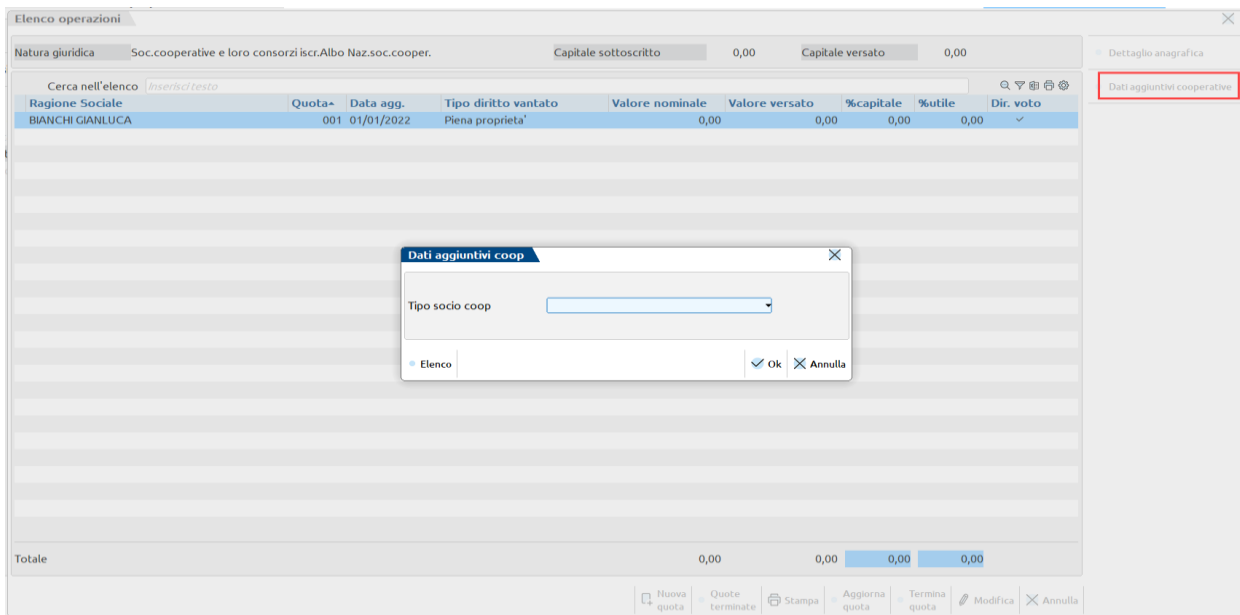 Elenco operazioni
Natura giuridica Soc.cooperative e loro consorzi iscr.Albo Naz.soc.cooper. Capitale sottoscritto 0,00 Capitale versato 0,00
Dettaglio anagrafica
Cerca nell'elenco Inserisci testo
Dati aggiuntivi cooperative
Ragione Sociale Quota Data agg. Tipo diritto vantato Valore nominale Valore versato %capitale %utile Dir. voto
BIANCHI GIANLUCA 001 01/01/2022 Piena proprieta' 0,00 0,00 0,00 0,00
Dati aggiuntivi coop
Tipo socio coop
Elenco Ok Annulla
Totale 0,00 0,00 0,00 0,00
Nuova quota Quote terminate Stampa Aggiorna quota Termina quota Modifica Annulla